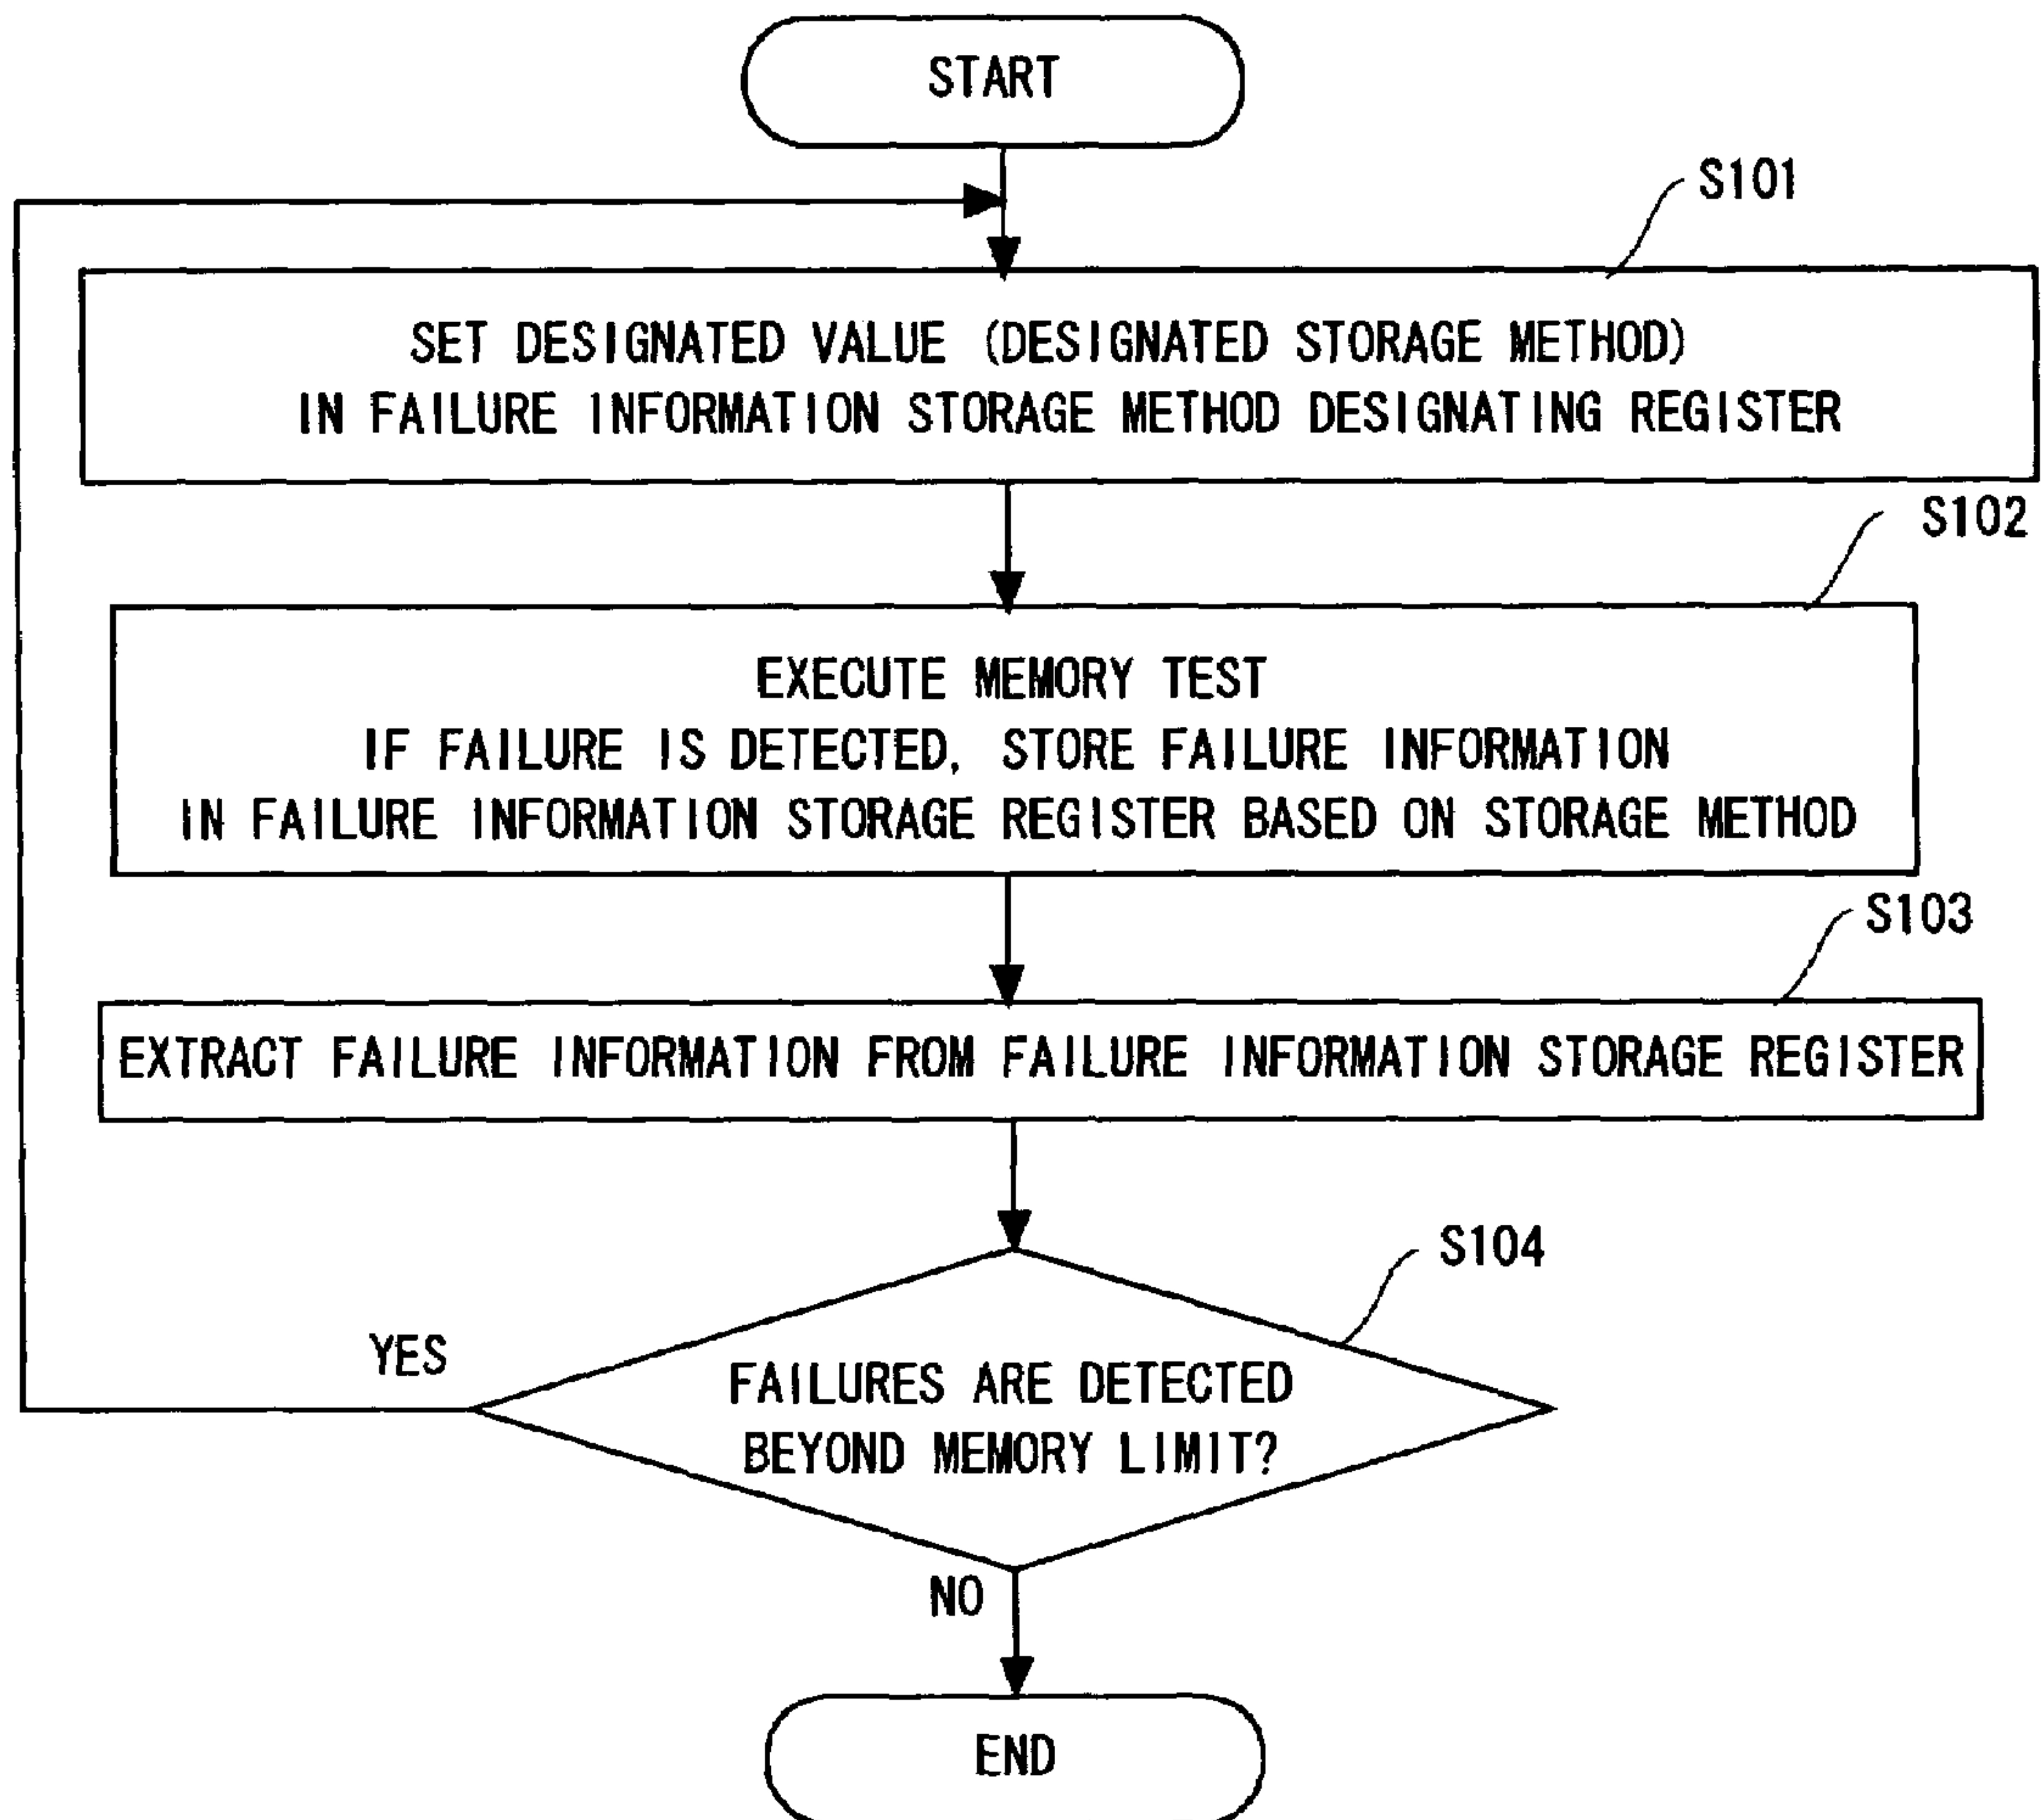 START
S101
SET DESIGNATED VALUE (DESIGNATED STORAGE METHOD)
IN FAILURE INFORMATION STORAGE METHOD DESIGNATING REGISTER
S102
EXECUTE MEMORY TEST
IF FAILURE IS DETECTED, STORE FAILURE INFORMATION
IN FAILURE INFORMATION STORAGE REGISTER BASED ON STORAGE METHOD
S103
EXTRACT FAILURE INFORMATION FROM FAILURE INFORMATION STORAGE REGISTER
S104
YES
FAILURES ARE DETECTED
BEYOND MEMORY LIMIT?
NO
END